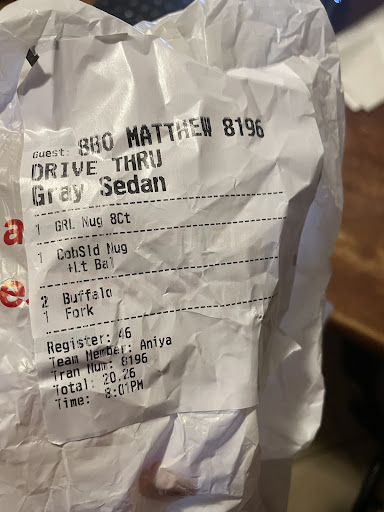 Guest: BRO MATTHEW 8196
DRIVE THRU
Gray Sedan
1 GRL Nug 8Ct
1 CobSld Nug
+Lt Bal
2 Buffalo
1 Fork
Register: 46
Team Member: Aniya
Tran Num: 8196
Total: 20.26
Time: 8:01PM
a
e.